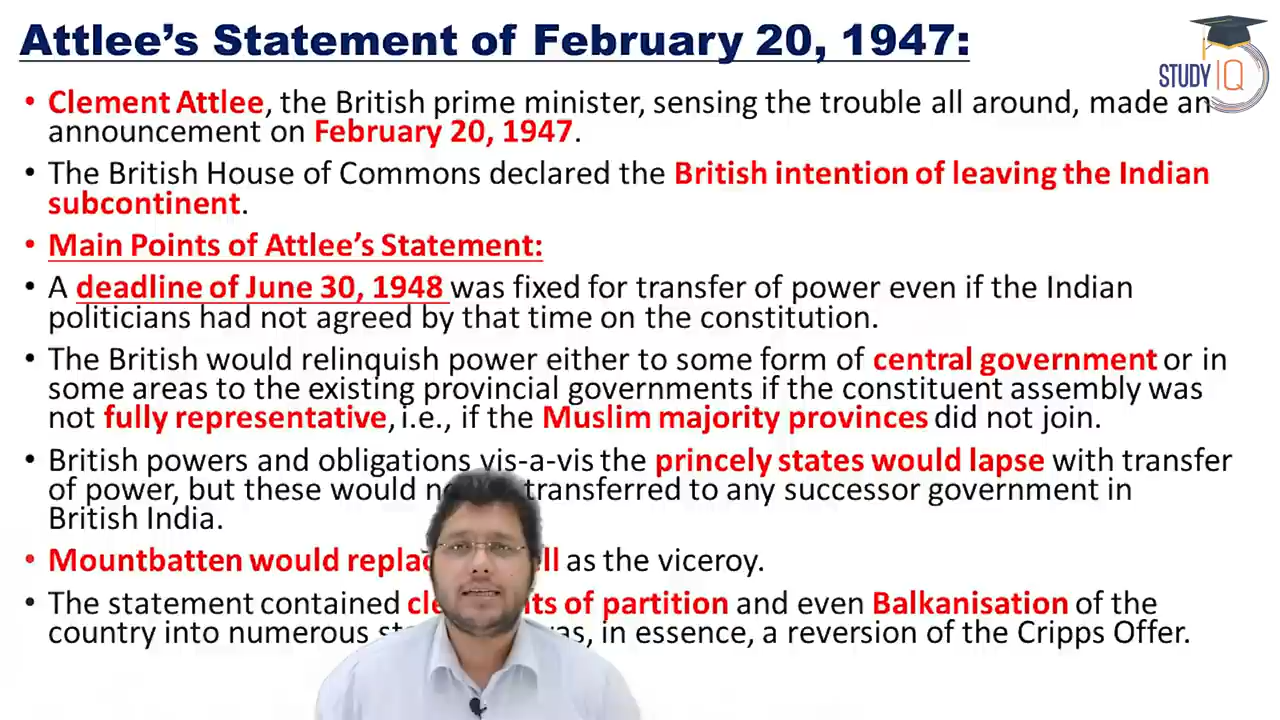 Attlee's Statement of February 20, 1947:
STUDY IQ
• Clement Attlee, the British prime minister, sensing the trouble all around, made an
announcement on February 20, 1947.
• The British House of Commons declared the British intention of leaving the Indian
subcontinent.
• Main Points of Attlee's Statement:
• A deadline of June 30, 1948 was fixed for transfer of power even if the Indian
politicians had not agreed by that time on the constitution.
• The British would relinquish power either to some form of central government or in
some areas to the existing provincial governments if the constituent assembly was
not fully representative, i.e., if the Muslim majority provinces did not join.
• British powers and obligations vis-a-vis the princely states would lapse with transfer
of power, but these would transferred to any successor government in
British India.
• Mountbatten would as the viceroy.
• The statement contained of partition and even Balkanisation of the
country into numerous in essence, a reversion of the Cripps Offer.